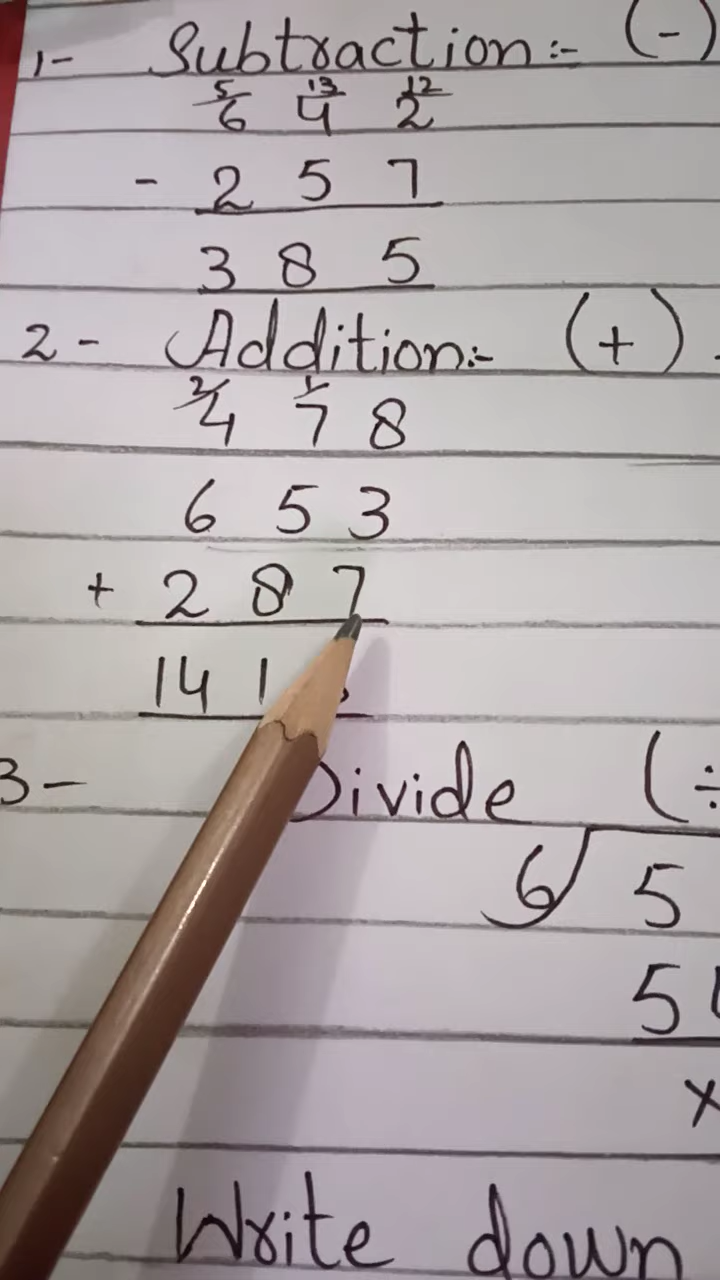 1- Subtraction:- (-)
5 13 12
6 4 2
- 2 5 7
3 8 5
2- Addition:- (+)
2 1
4 7 8
6 5 3
+ 2 8 7
14 1
3- Divide (÷
6 5
5
x
Write down